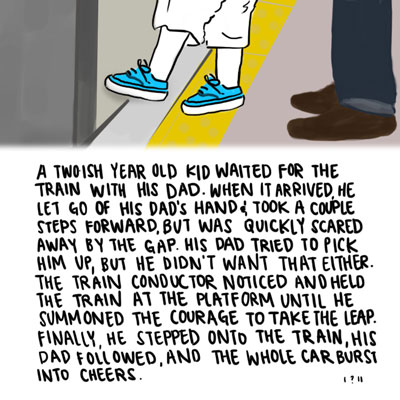 A TWO-ISH YEAR OLD KID WAITED FOR THE
TRAIN WITH HIS DAD. WHEN IT ARRIVED, HE
LET GO OF HIS DAD'S HAND & TOOK A COUPLE
STEPS FORWARD, BUT WAS QUICKLY SCARED
AWAY BY THE GAP. HIS DAD TRIED TO PICK
HIM UP, BUT HE DIDN'T WANT THAT EITHER.
THE TRAIN CONDUCTOR NOTICED AND HELD
THE TRAIN AT THE PLATFORM UNTIL HE
SUMMONED THE COURAGE TO TAKE THE LEAP.
FINALLY, HE STEPPED ONTO THE TRAIN, HIS
DAD FOLLOWED, AND THE WHOLE CAR BURST
INTO CHEERS.